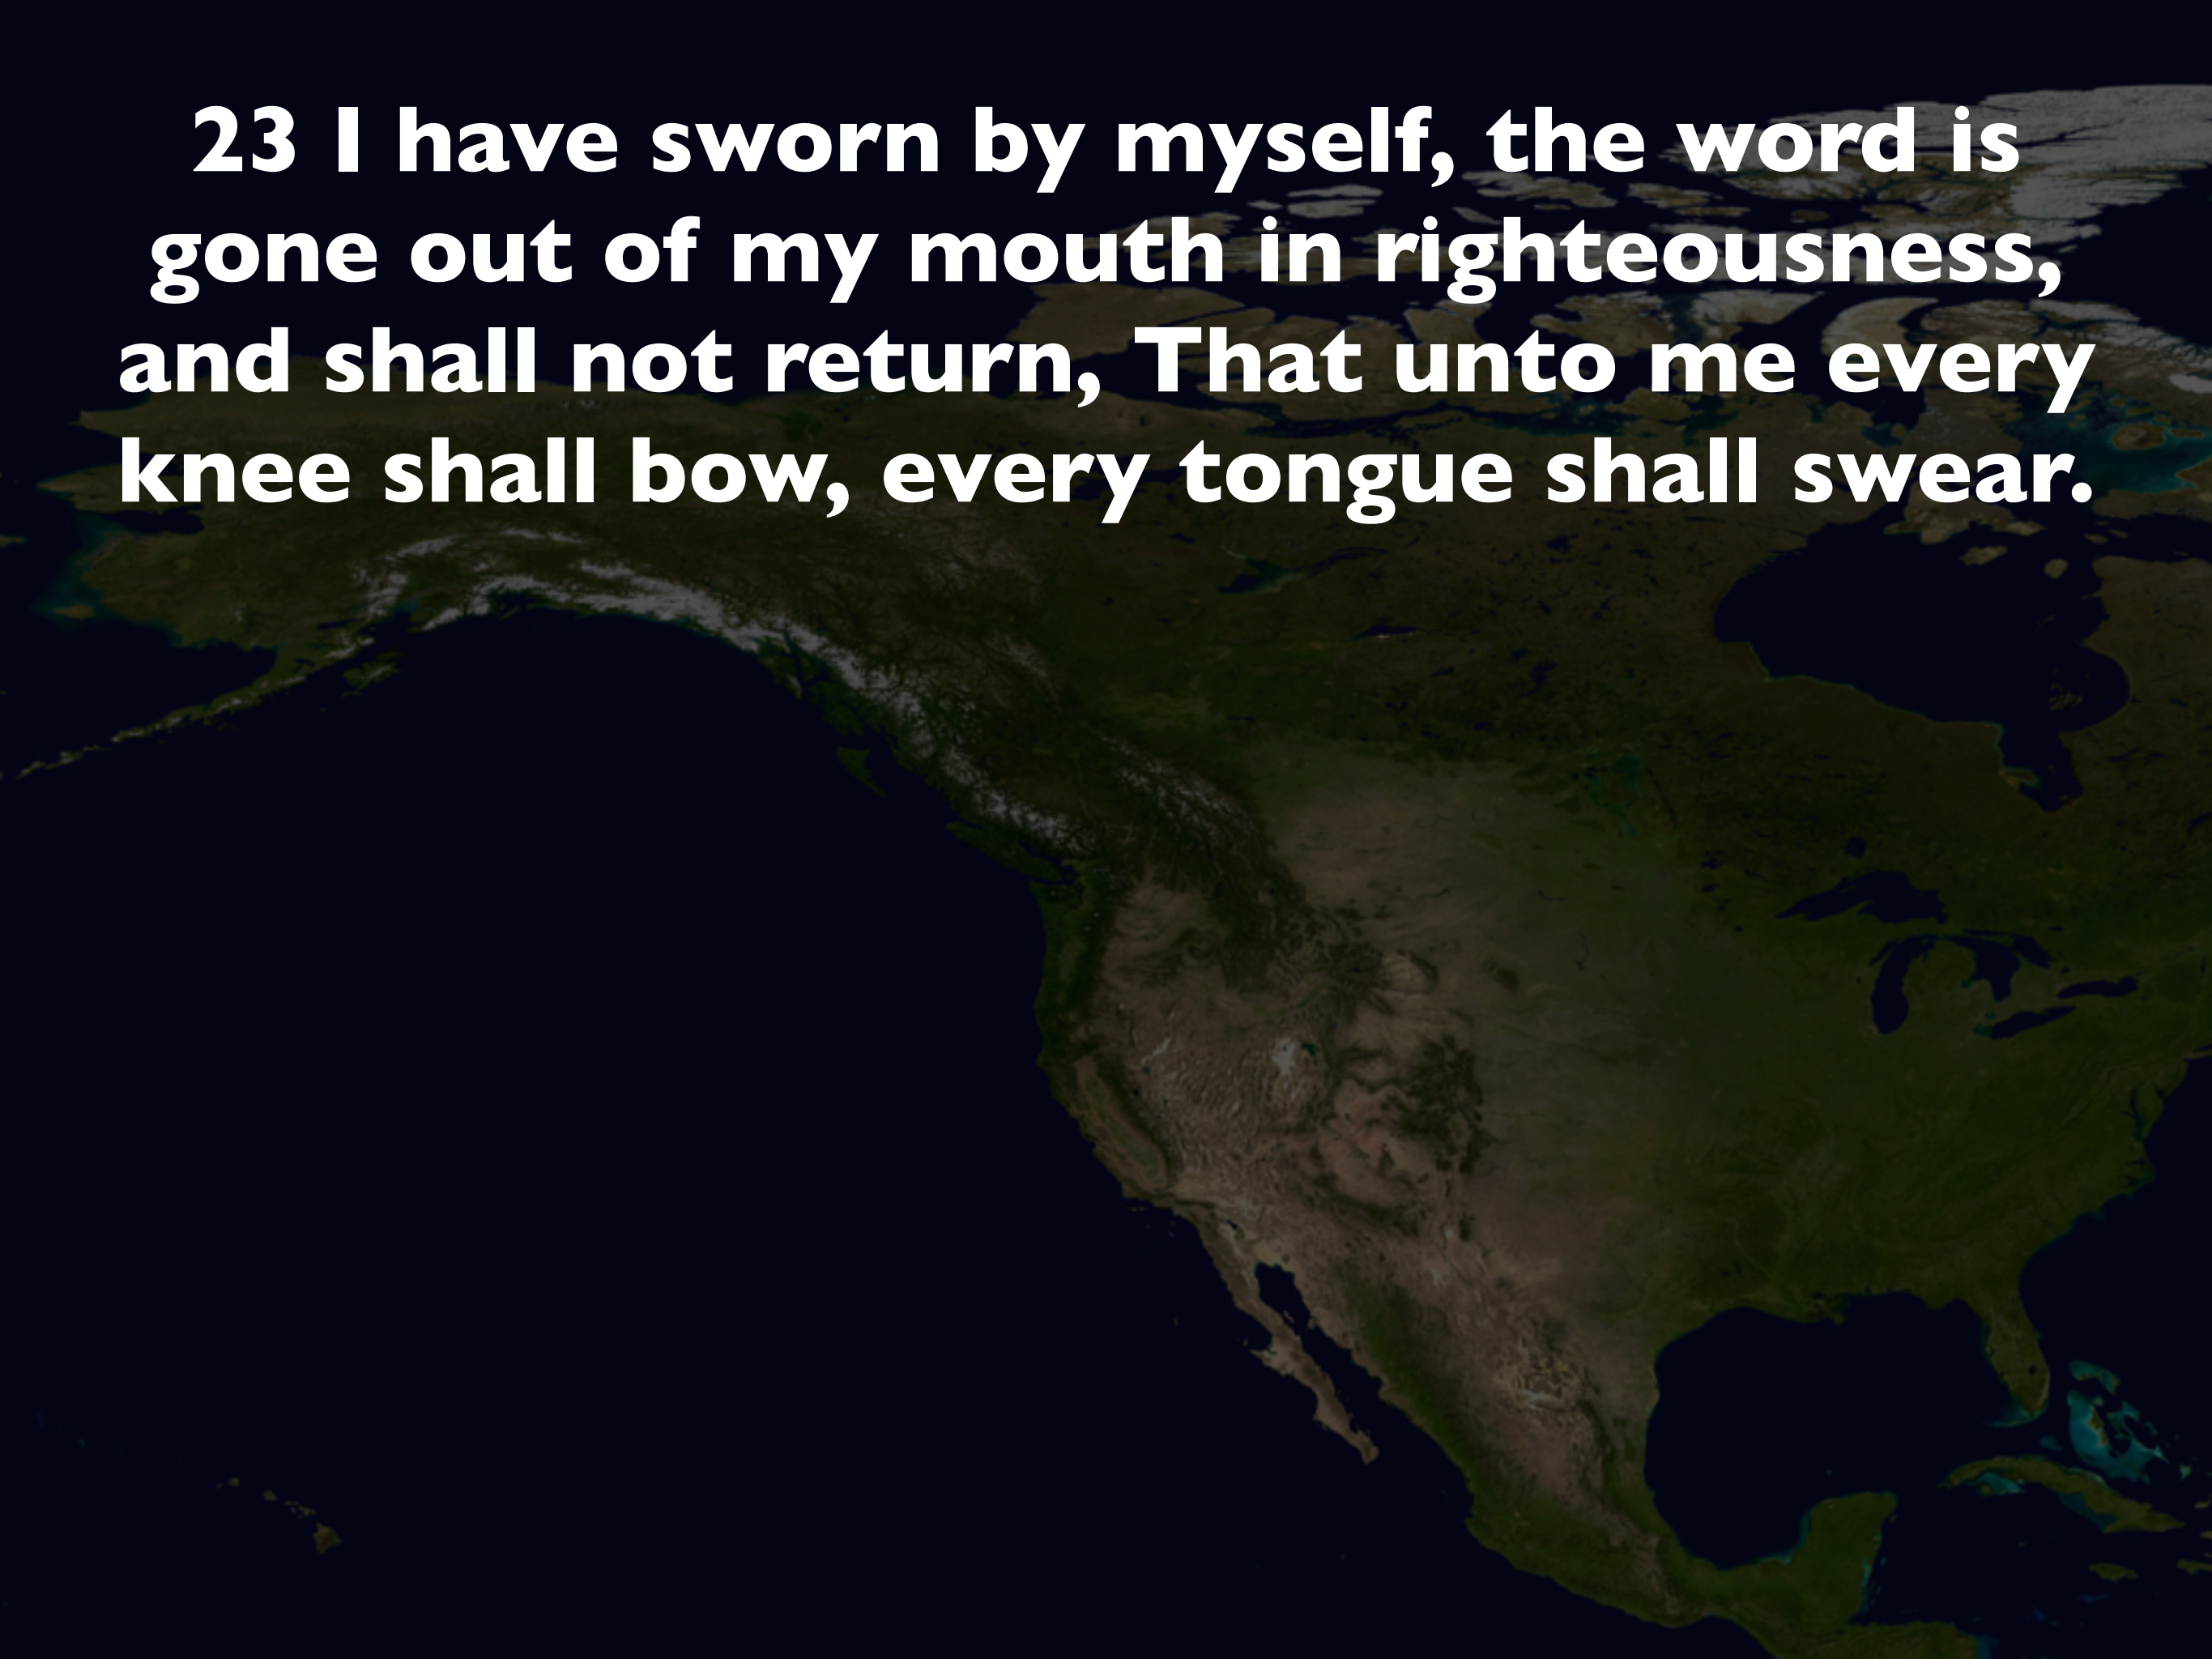 23 I have sworn by myself, the word is
gone out of my mouth in righteousness,
and shall not return, That unto me every
knee shall bow, every tongue shall swear.